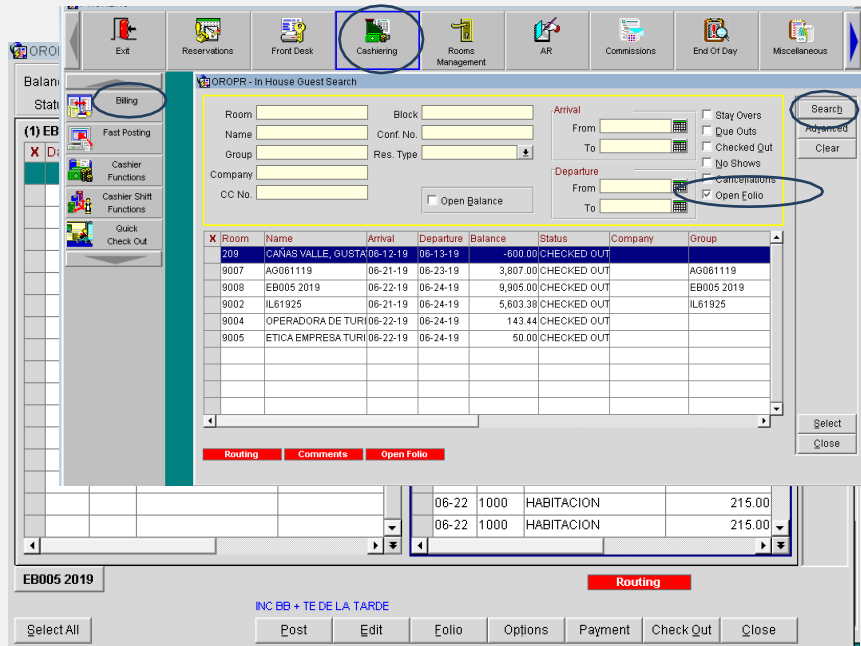 Exit
Reservations
Front Desk
Cashiering
Rooms
Management
AR
Commissions
End Of Day
Miscellaneous
OROPR - In House Guest Search
Balan
Statu
(1) EB
X Da
Billing
Fast Posting
Cashier
Functions
Cashier Shift
Functions
Quick
Check Out
Room
Name
Group
Company
CC No.
Block
Conf. No.
Res. Type
Open Balance
Arrival
From
To
Departure
From
To
Stay Overs
Due Outs
Checked Out
No Shows
Cancellations
Open Folio
Search
Advanced
Clear
X Room Name Arrival Departure Balance Status Company Group
209 CAÑAS VALLE, GUSTA 06-12-19 06-13-19 -600.00 CHECKED OUT
9007 AG061119 06-21-19 06-23-19 3,807.00 CHECKED OUT AG061119
9008 EB005 2019 06-22-19 06-24-19 9,905.00 CHECKED OUT EB005 2019
9002 IL61925 06-21-19 06-24-19 5,603.38 CHECKED OUT IL61925
9004 OPERADORA DE TURI 06-22-19 06-24-19 143.44 CHECKED OUT
9005 ETICA EMPRESA TURI 06-22-19 06-24-19 50.00 CHECKED OUT
Select
Close
Routing Comments Open Folio
06-22 1000 HABITACION 215.00
06-22 1000 HABITACION 215.00
EB005 2019
Routing
INC BB + TE DE LA TARDE
Select All Post Edit Folio Options Payment Check Out Close